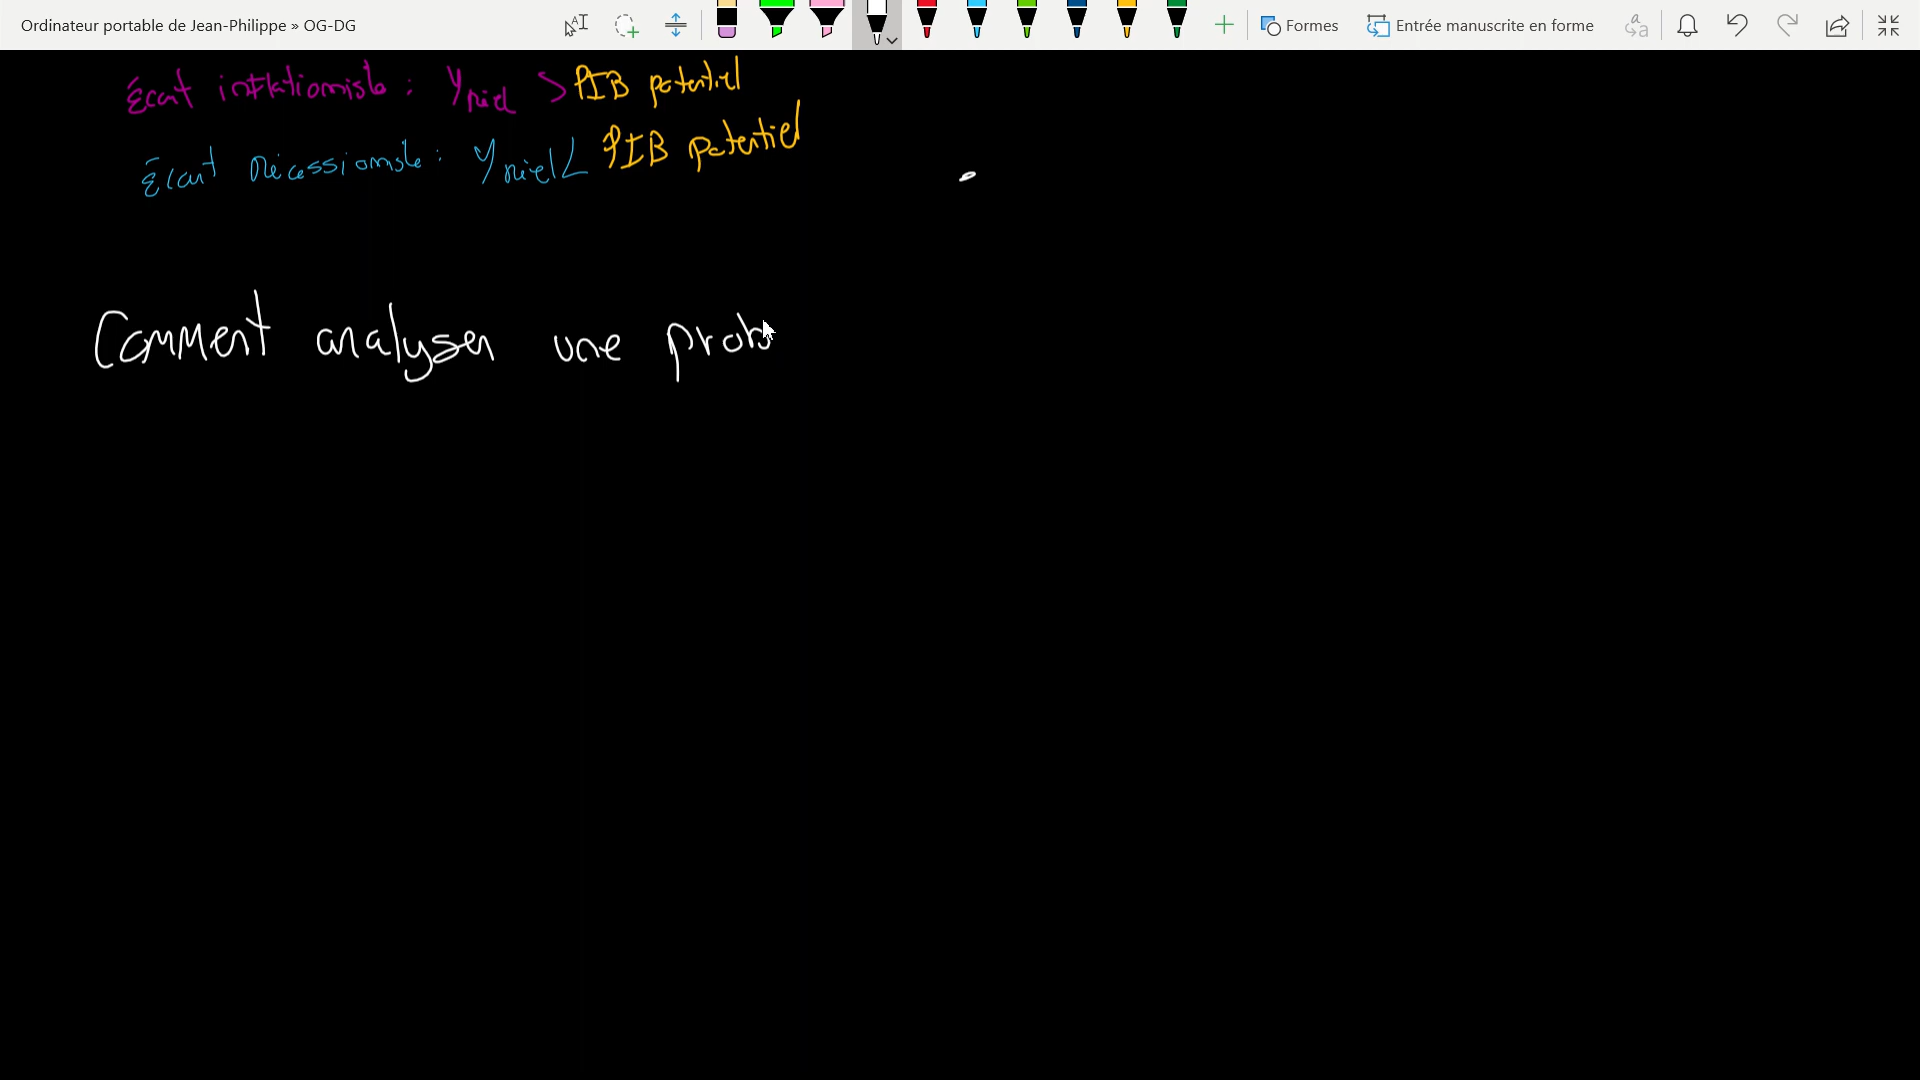 Ordinateur portable de Jean-Philippe » OG-DG
Formes
Entrée manuscrite en forme
Écart inflationniste : Yréel > PIB potentiel
Écart récessioniste : Yréel < PIB potentiel
Comment analyser une prob